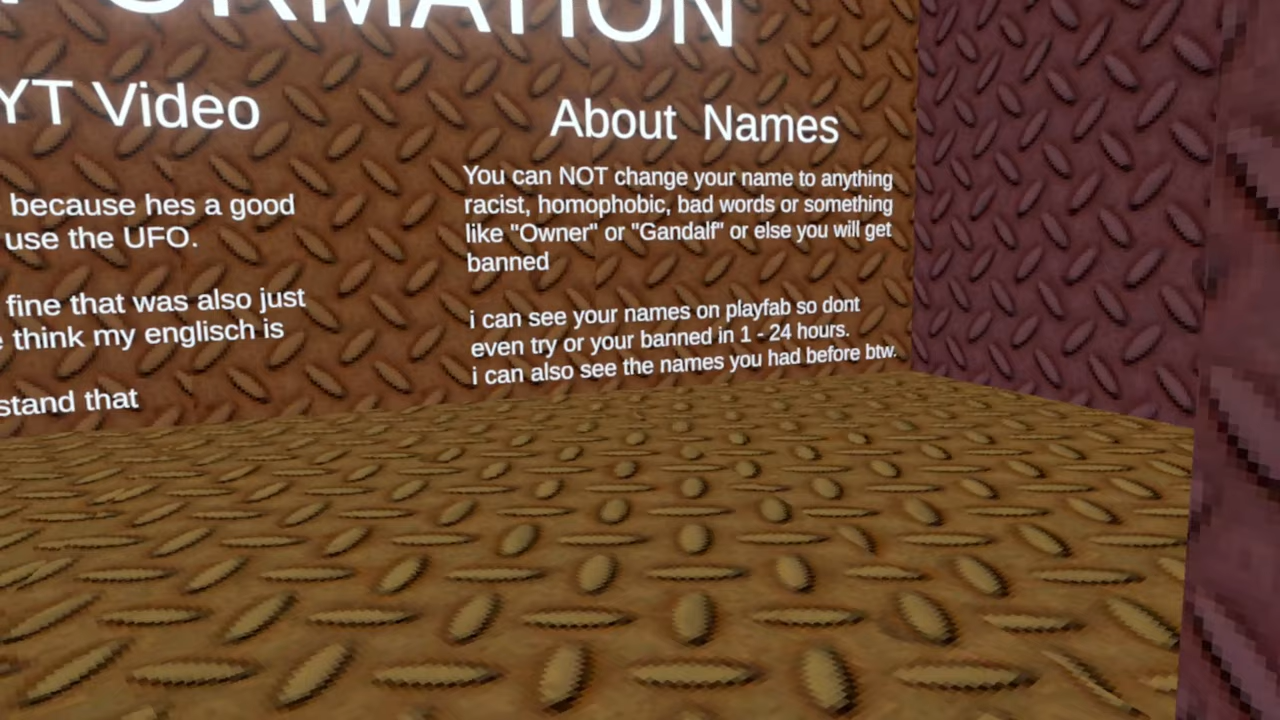 FORMATION
YT Video
because hes a good
use the UFO.
fine that was also just
think my englisch is
stand that
About Names
You can NOT change your name to anything
racist, homophobic, bad words or something
like "Owner" or "Gandalf" or else you will get
banned
i can see your names on playfab so dont
even try or your banned in 1 - 24 hours.
i can also see the names you had before btw.